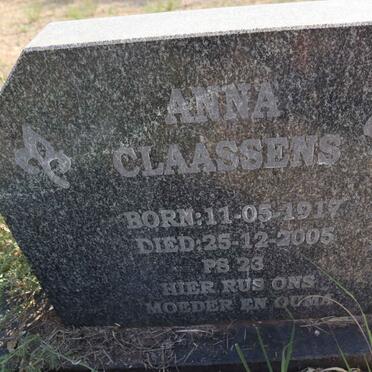 ANNA
CLAASSENS
BORN:11-05-1917
DIED:25-12-2005
PS 23
HIER RUS ONS
MOEDER EN OUMA